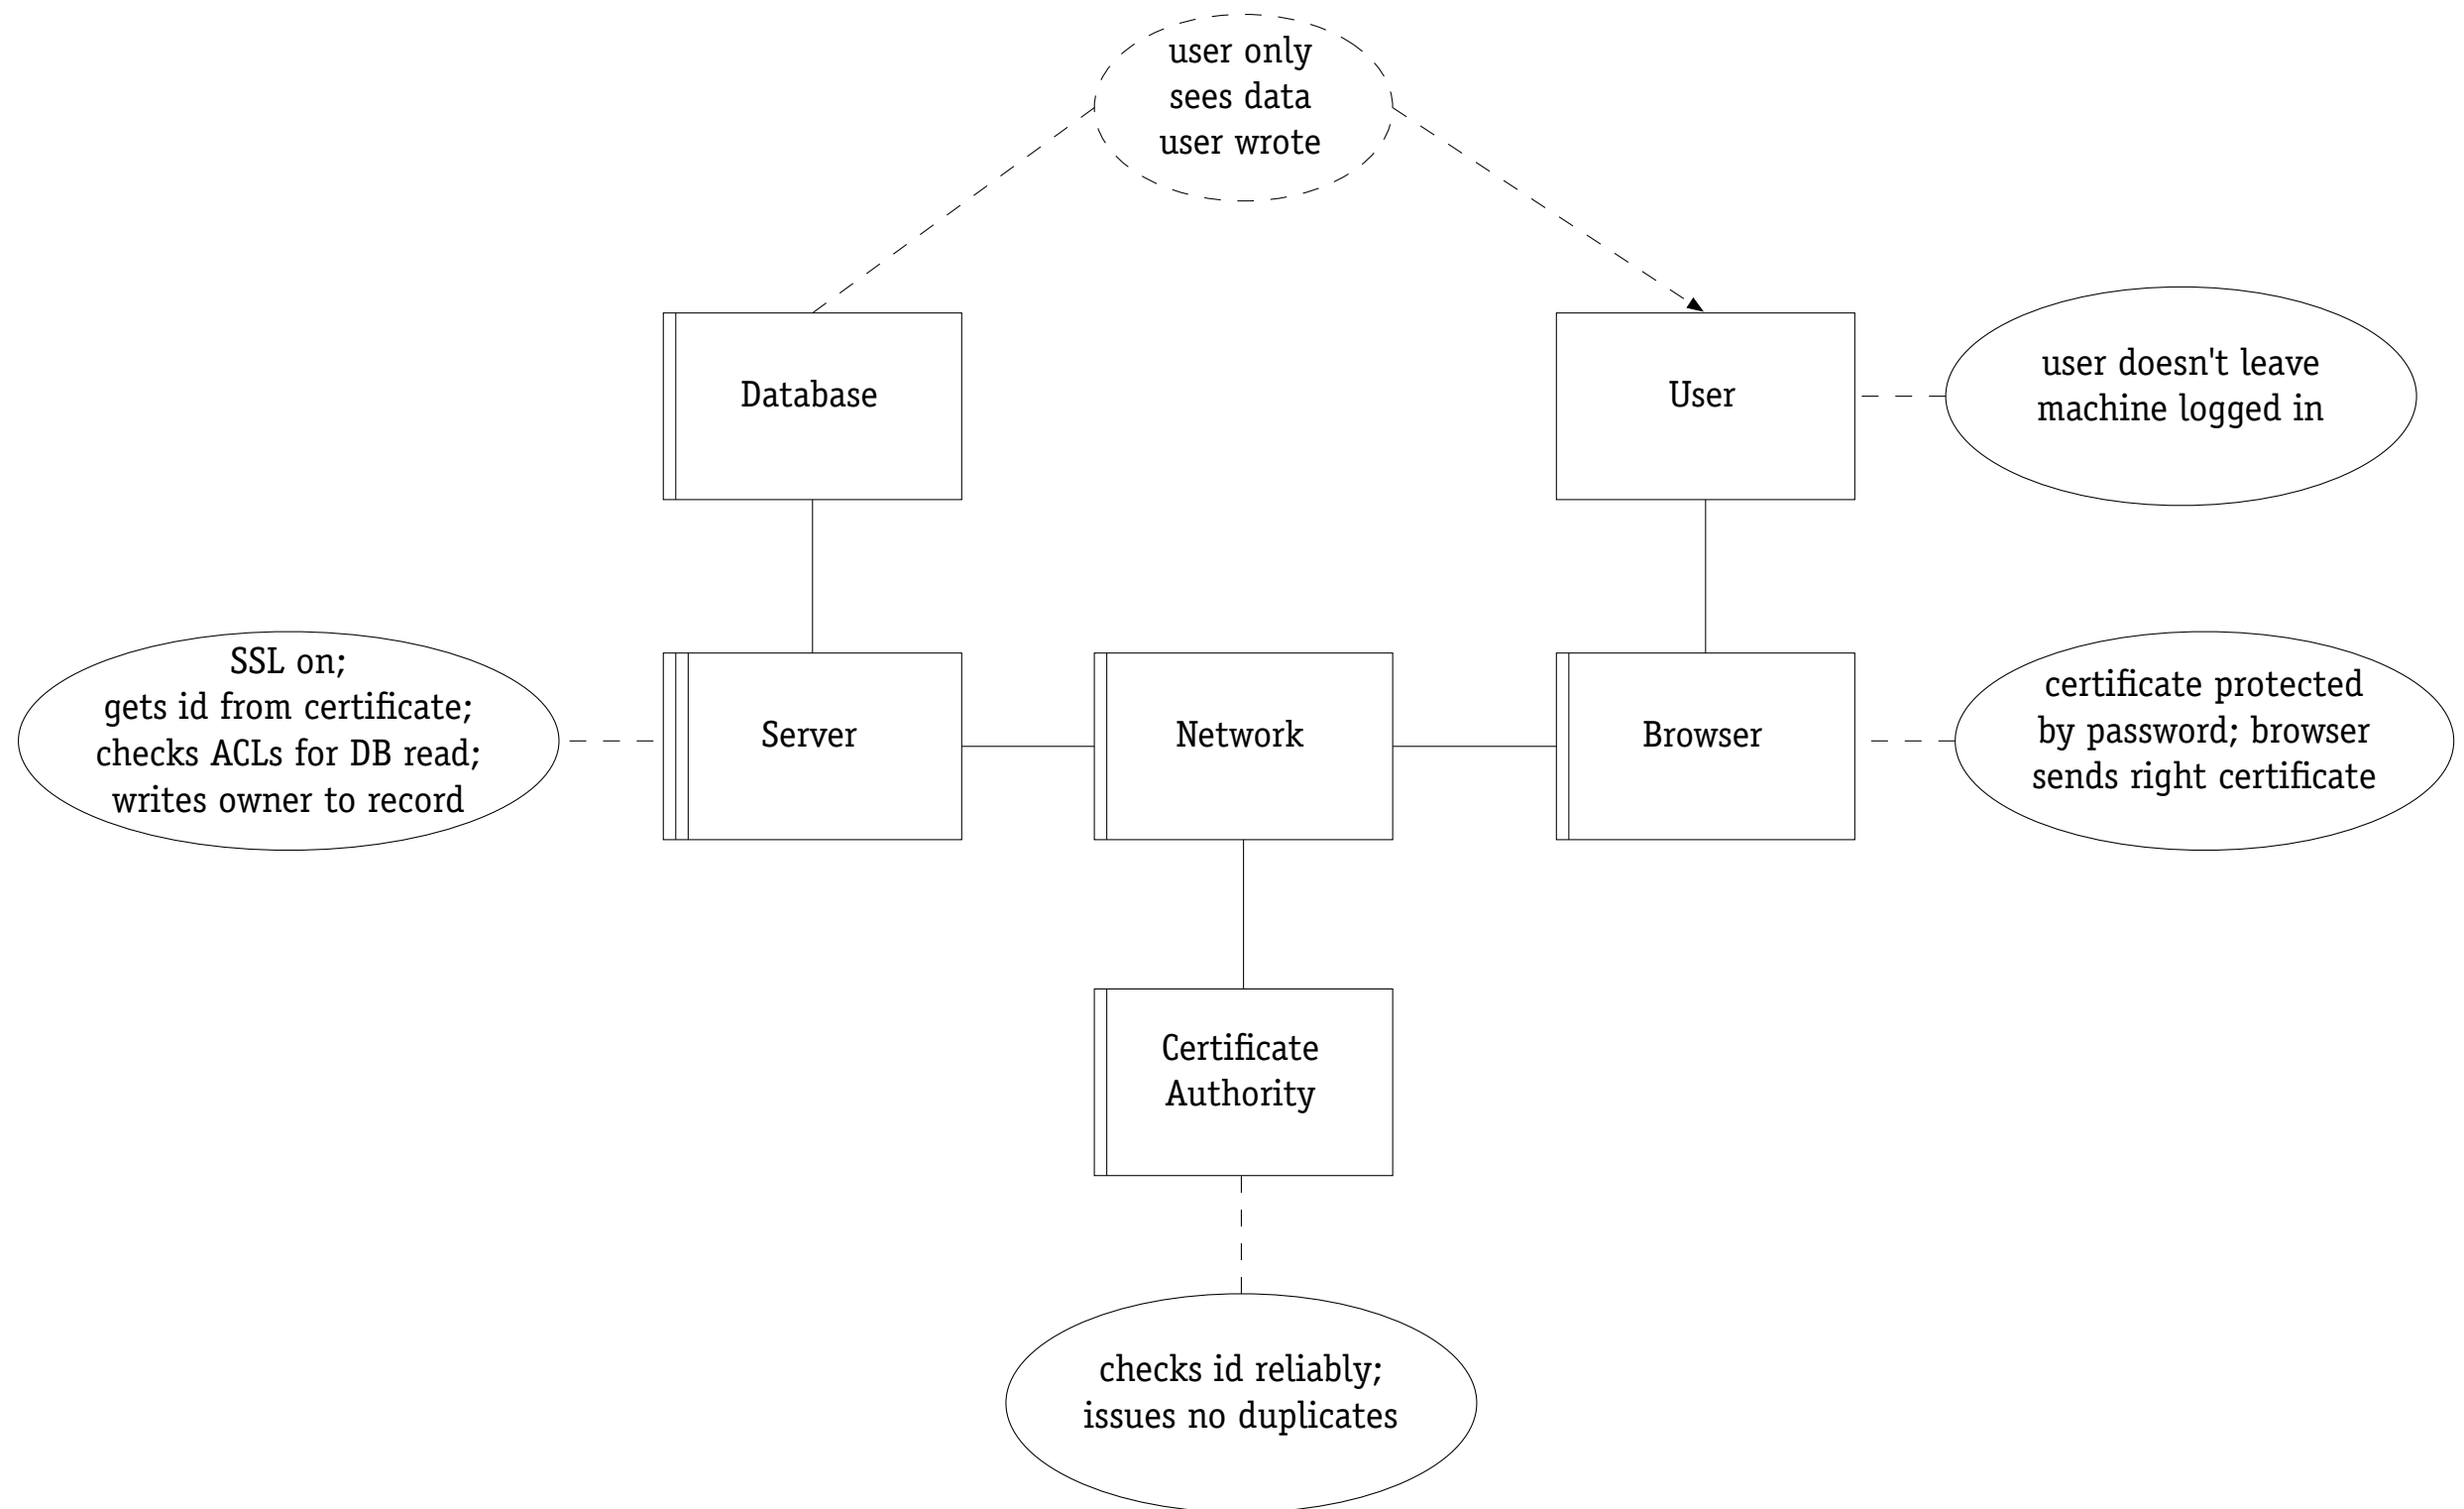 user only
sees data
user wrote
Database
User
user doesn't leave
machine logged in
SSL on;
gets id from certificate;
checks ACLs for DB read;
writes owner to record
Server
Network
Browser
certificate protected
by password; browser
sends right certificate
Certificate
Authority
checks id reliably;
issues no duplicates